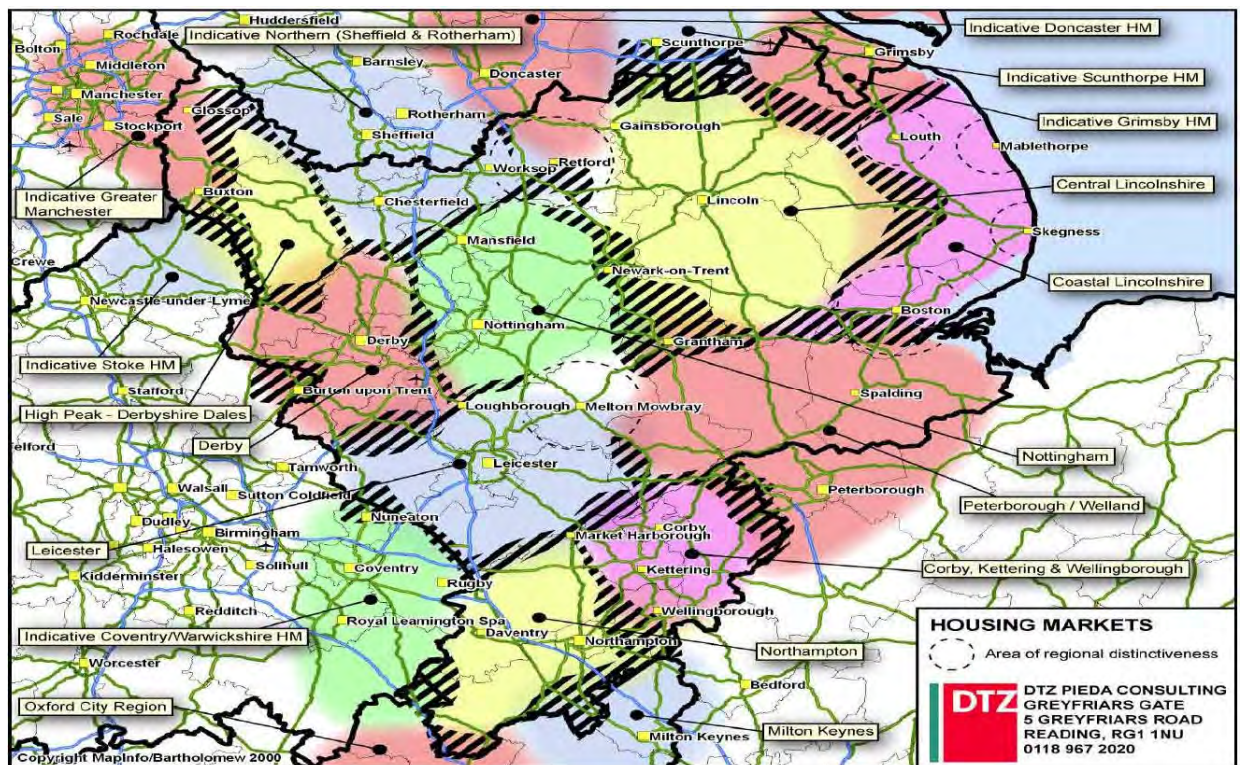 Huddersfield
Indicative Doncaster HM
Rochdale
Indicative Northern (Sheffield & Rotherham)
Scunthorpe
Bolton
Grimsby
Middleton
Barnsley
Doncaster
Indicative Scunthorpe HM
Manchester
Glossop
Rotherham
Sale
Stockport
Gainsborough
Indicative Grimsby HM
Sheffield
Louth
Mablethorpe
Retford
Worksop
Indicative Greater
Manchester
Buxton
Chesterfield
Lincoln
Central Lincolnshire
Mansfield
Skegness
Crewe
Newark-on-Trent
Coastal Lincolnshire
Newcastle-under-Lyme
Boston
Nottingham
Derby
Grantham
Indicative Stoke HM
Stafford
Burton upon Trent
Spalding
High Peak - Derbyshire Dales
Loughborough
Melton Mowbray
Derby
Nottingham
Telford
Tamworth
Leicester
Walsall
Sutton Coldfield
Peterborough
Peterborough / Welland
Dudley
Nuneaton
Corby
Birmingham
Market Harborough
Leicester
Halesowen
Solihull
Coventry
Kettering
Corby, Kettering & Wellingborough
Kidderminster
Rugby
Redditch
Wellingborough
Royal Leamington Spa
Indicative Coventry/Warwickshire HM
Daventry
Northampton
Northampton
Worcester
Bedford
Oxford City Region
Milton Keynes
Milton Keynes
HOUSING MARKETS
Area of regional distinctiveness
DTZ
DTZ PIEDA CONSULTING
GREYFRIARS GATE
5 GREYFRIARS ROAD
READING, RG1 1NU
0118 967 2020
Copyright MapInfo/Bartholomew 2000